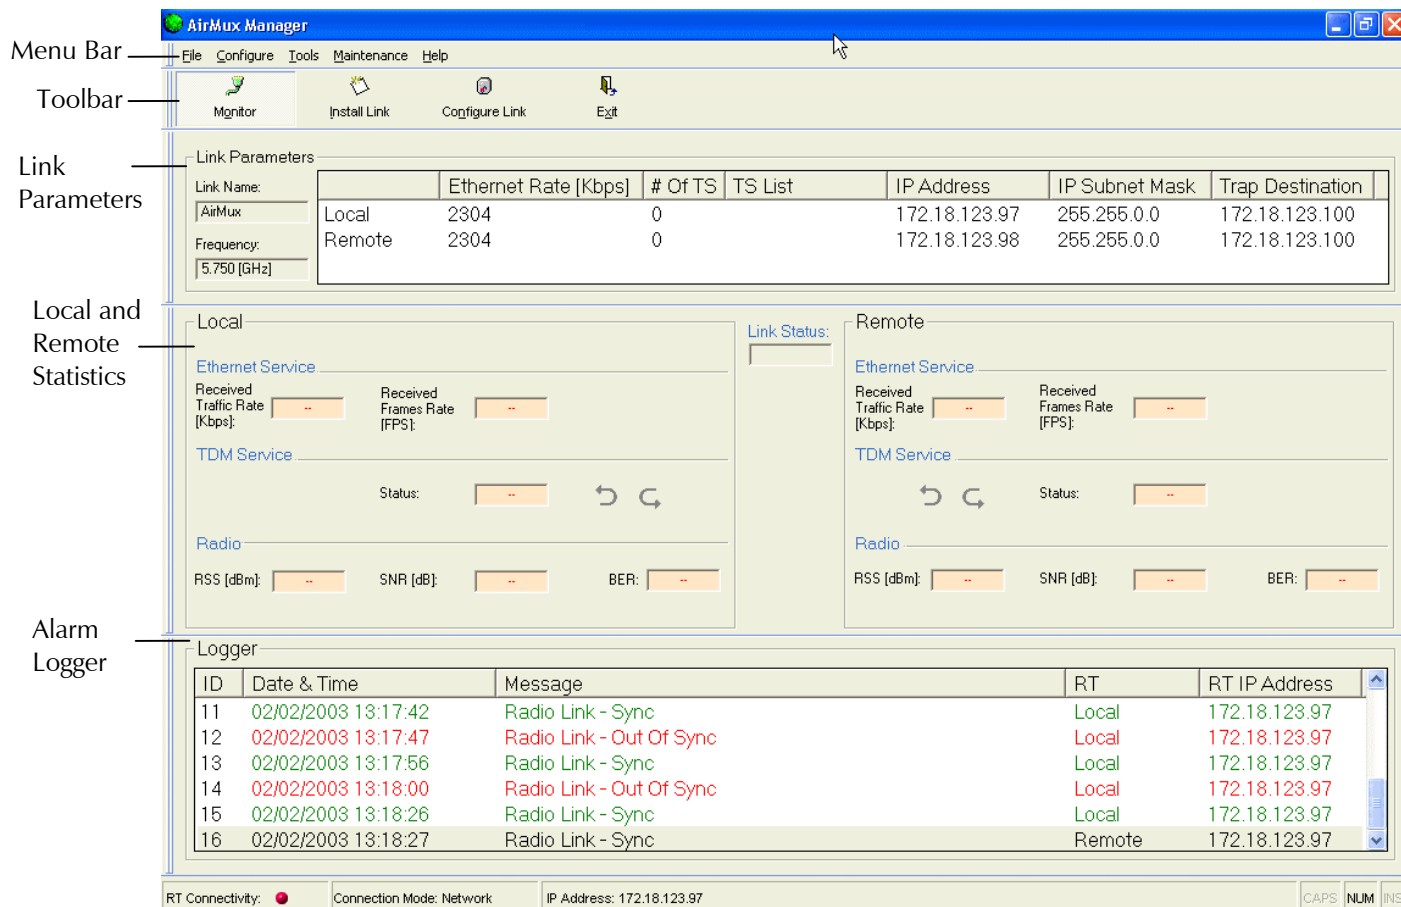 AirMux Manager
Menu Bar
File Configure Tools Maintenance Help
Toolbar
Monitor Install Link Configure Link Exit
Link Parameters
Link Parameters
Link Name:
AirMux
Frequency:
5.750 [GHz]
Ethernet Rate [Kbps] # Of TS TS List IP Address IP Subnet Mask Trap Destination
Local 2304 0 172.18.123.97 255.255.0.0 172.18.123.100
Remote 2304 0 172.18.123.98 255.255.0.0 172.18.123.100
Local and
Remote
Statistics
Local
Ethernet Service
Received
Traffic Rate
[Kbps]: --
Received
Frames Rate
[FPS]: --
TDM Service
Status: --
Radio
RSS [dBm]: -- SNR [dB]: -- BER: --
Link Status:
Remote
Ethernet Service
Received
Traffic Rate
[Kbps]: --
Received
Frames Rate
[FPS]: --
TDM Service
Status: --
Radio
RSS [dBm]: -- SNR [dB]: -- BER: --
Alarm
Logger
Logger
ID Date & Time Message RT RT IP Address
11 02/02/2003 13:17:42 Radio Link - Sync Local 172.18.123.97
12 02/02/2003 13:17:47 Radio Link - Out Of Sync Local 172.18.123.97
13 02/02/2003 13:17:56 Radio Link - Sync Local 172.18.123.97
14 02/02/2003 13:18:00 Radio Link - Out Of Sync Local 172.18.123.97
15 02/02/2003 13:18:26 Radio Link - Sync Local 172.18.123.97
16 02/02/2003 13:18:27 Radio Link - Sync Remote 172.18.123.97
RT Connectivity: Connection Mode: Network IP Address: 172.18.123.97 CAPS NUM INS